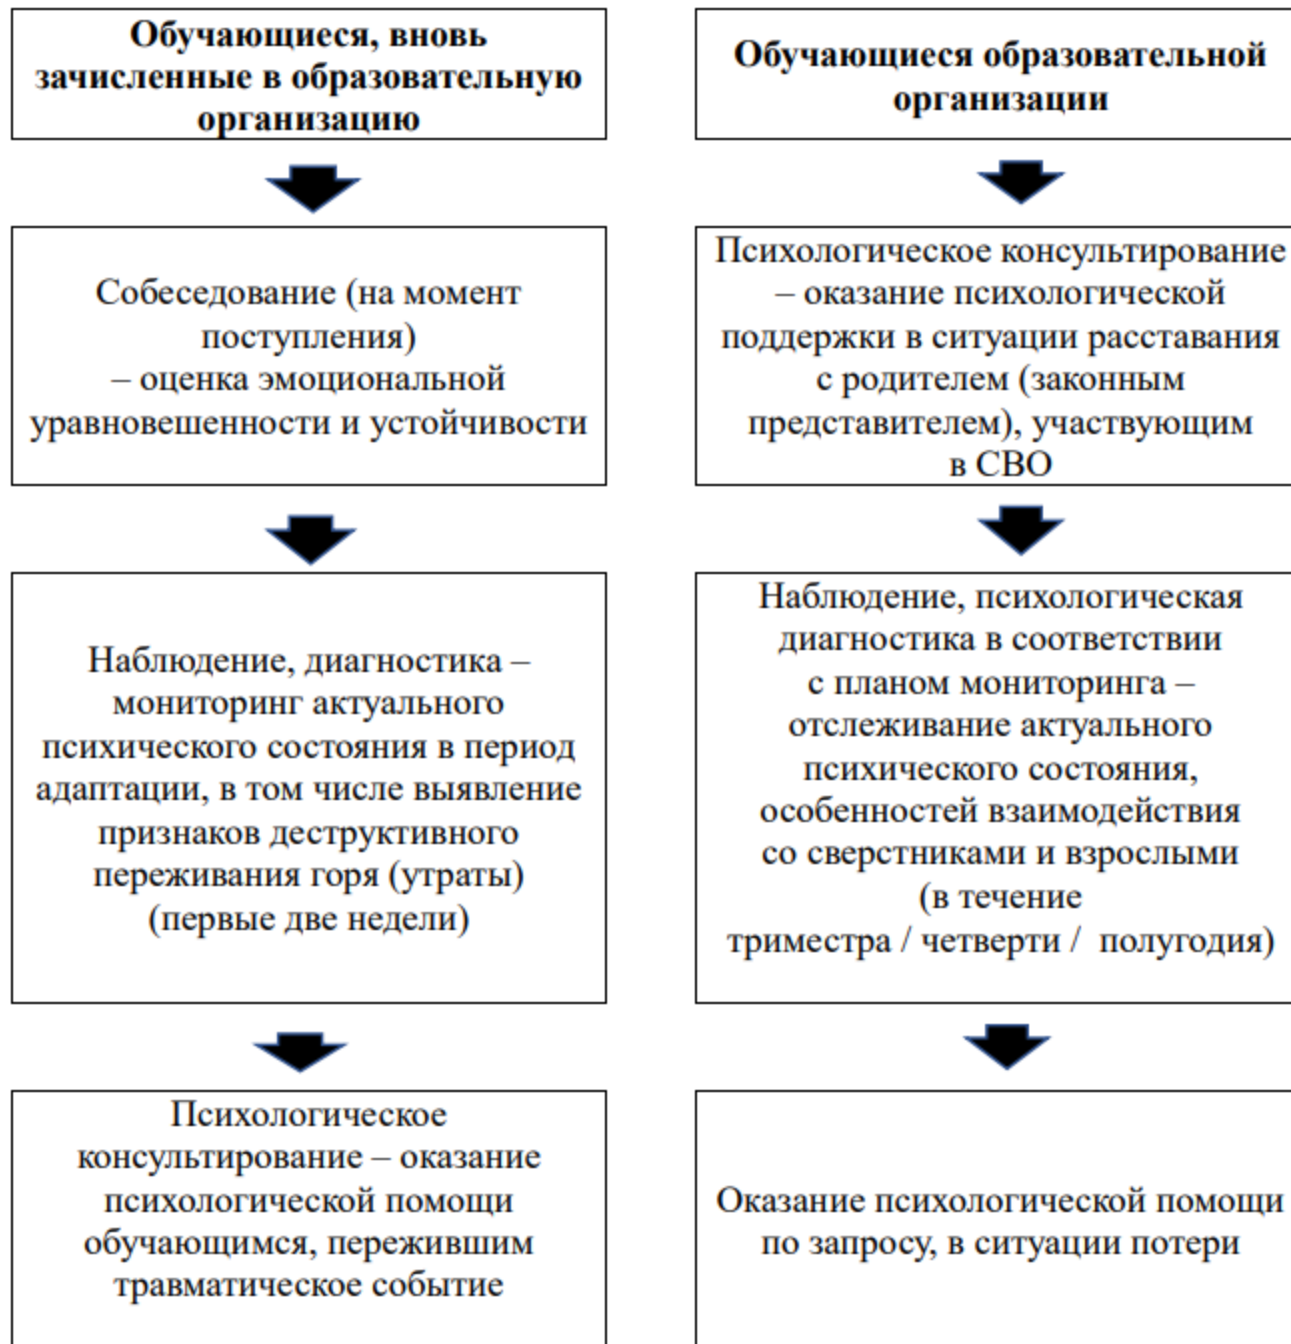 Обучающиеся, вновь
зачисленные в образовательную
организацию
Собеседование (на момент
поступления)
– оценка эмоциональной
уравновешенности и устойчивости
Наблюдение, диагностика –
мониторинг актуального
психического состояния в период
адаптации, в том числе выявление
признаков деструктивного
переживания горя (утраты)
(первые две недели)
Психологическое
консультирование – оказание
психологической помощи
обучающимся, пережившим
травматическое событие
Обучающиеся образовательной
организации
Психологическое консультирование
– оказание психологической
поддержки в ситуации расставания
с родителем (законным
представителем), участвующим
в СВО
Наблюдение, психологическая
диагностика в соответствии
с планом мониторинга –
отслеживание актуального
психического состояния,
особенностей взаимодействия
со сверстниками и взрослыми
(в течение
триместра / четверти / полугодия)
Оказание психологической помощи
по запросу, в ситуации потери